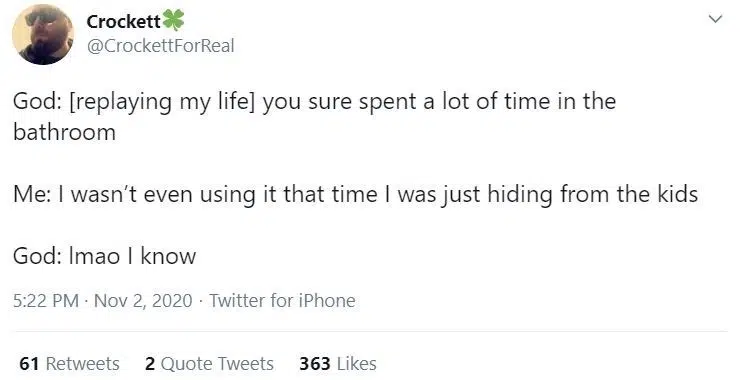 Crockett🍀
@CrockettForReal
God: [replaying my life] you sure spent a lot of time in the
bathroom
Me: I wasn’t even using it that time I was just hiding from the kids
God: lmao I know
5:22 PM · Nov 2, 2020 · Twitter for iPhone
61 Retweets 2 Quote Tweets 363 Likes